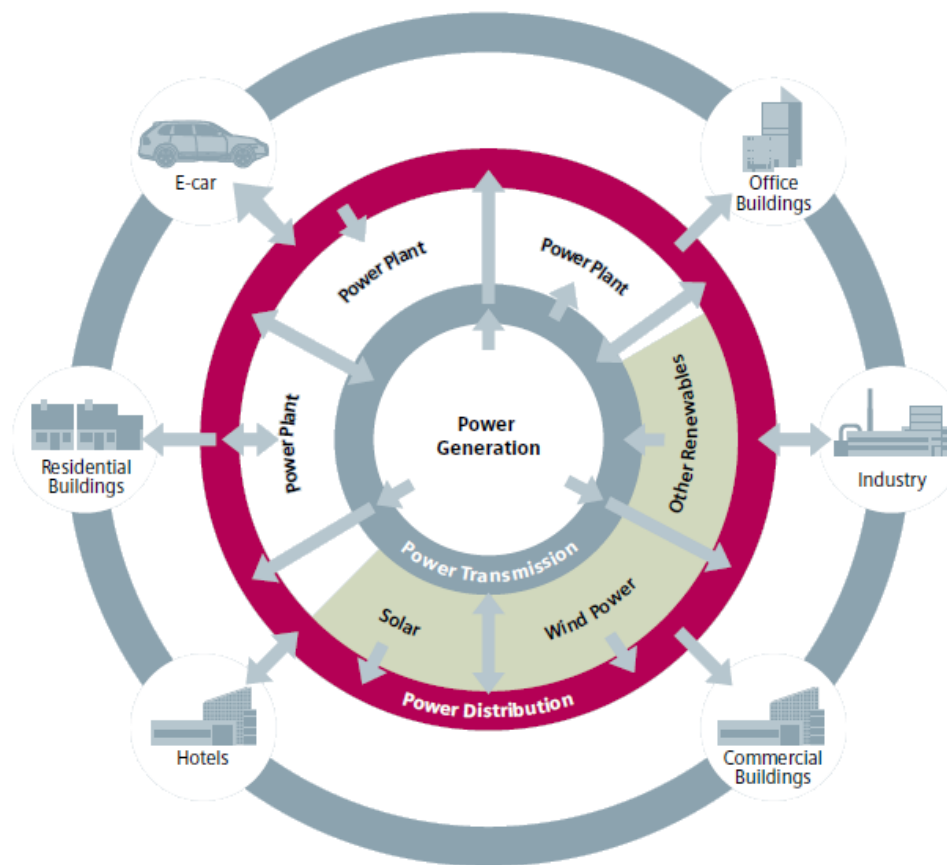 E-car
Office
Buildings
Power Plant
Power Plant
Power Plant
Other Renewables
Power
Generation
Residential
Buildings
Industry
Power Transmission
Solar
Wind Power
Power Distribution
Hotels
Commercial
Buildings